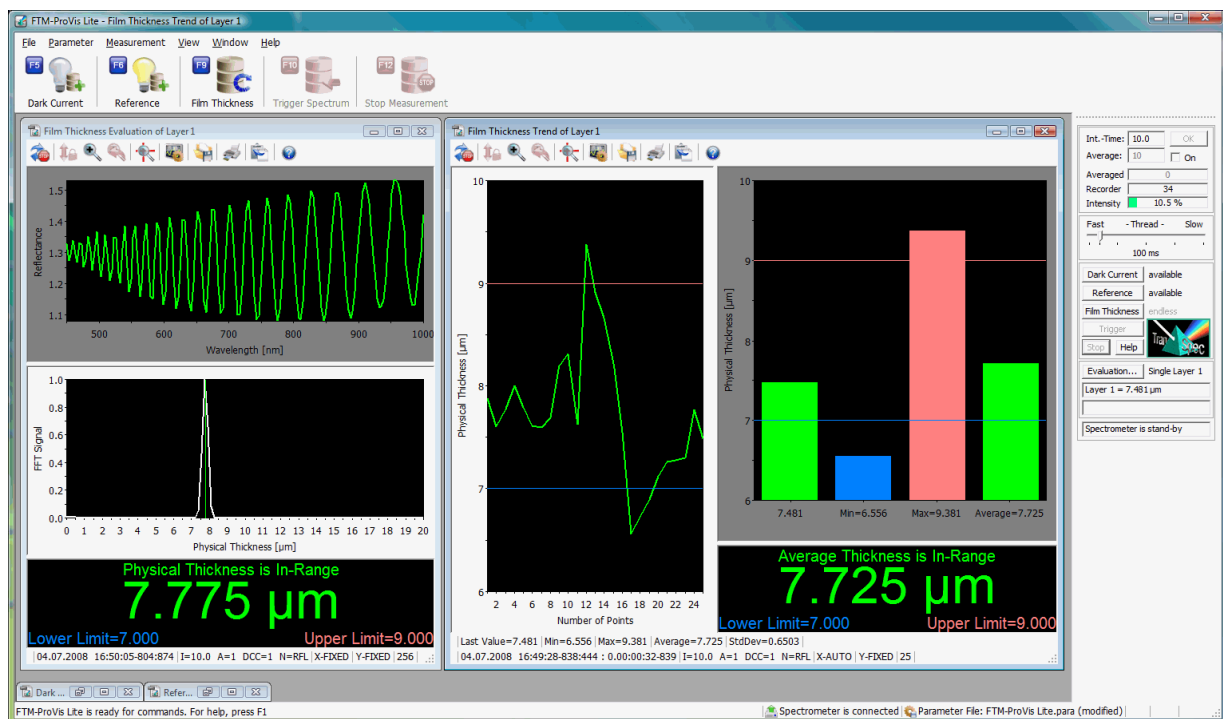 FTM-ProVis Lite - Film Thickness Trend of Layer 1
File Parameter Measurement View Window Help
F5 F6 F9 F10 F12
STOP
Dark Current Reference Film Thickness Trigger Spectrum Stop Measurement
Film Thickness Evaluation of Layer1
1.5
1.4
1.3
1.2
1.1
Reflectance
500 600 700 800 900 1000
Wavelength [nm]
1.0
0.8
0.6
0.4
0.2
0.0
FFT Signal
0 1 2 3 4 5 6 7 8 9 10 11 12 13 14 15 16 17 18 19 20
Physical Thickness [µm]
Physical Thickness is In-Range
7.775 µm
Lower Limit=7.000 Upper Limit=9.000
04.07.2008 16:50:05-804:874 I=10.0 A=1 DCC=1 N=RFL X-FIXED Y-FIXED 256
Film Thickness Trend of Layer1
10
9
8
7
6
Physical Thickness [µm]
2 4 6 8 10 12 14 16 18 20 22 24
Number of Points
10
9
8
7
6
Physical Thickness [µm]
7.481 Min=6.556 Max=9.381 Average=7.725
Average Thickness is In-Range
7.725 µm
Lower Limit=7.000 Upper Limit=9.000
Last Value=7.481 Min=6.556 Max=9.381 Average=7.725 StdDev=0.6503
04.07.2008 16:49:28-838:444 : 0.00:00:32-839 I=10.0 A=1 DCC=1 N=RFL X-AUTO Y-FIXED 25
Int.-Time: 10.0 OK
Average: 10 On
Averaged 0
Recorder 34
Intensity 10.5 %
Fast - Thread - Slow
100 ms
Dark Current available
Reference available
Film Thickness endless
Trigger
Stop Help
Evaluation... Single Layer 1
Layer 1 = 7.481 µm
Spectrometer is stand-by
Dark ... Refer...
FTM-ProVis Lite is ready for commands. For help, press F1
Spectrometer is connected Parameter File: FTM-ProVis Lite.para (modified)